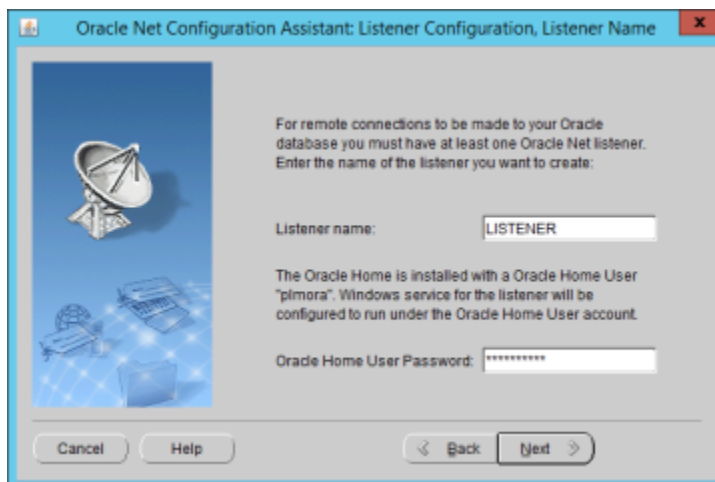 Oracle Net Configuration Assistant: Listener Configuration, Listener Name
For remote connections to be made to your Oracle
database you must have at least one Oracle Net listener.
Enter the name of the listener you want to create:
Listener name: LISTENER
The Oracle Home is installed with a Oracle Home User
"plmora". Windows service for the listener will be
configured to run under the Oracle Home User account.
Oracle Home User Password: **********
Cancel Help Back Next